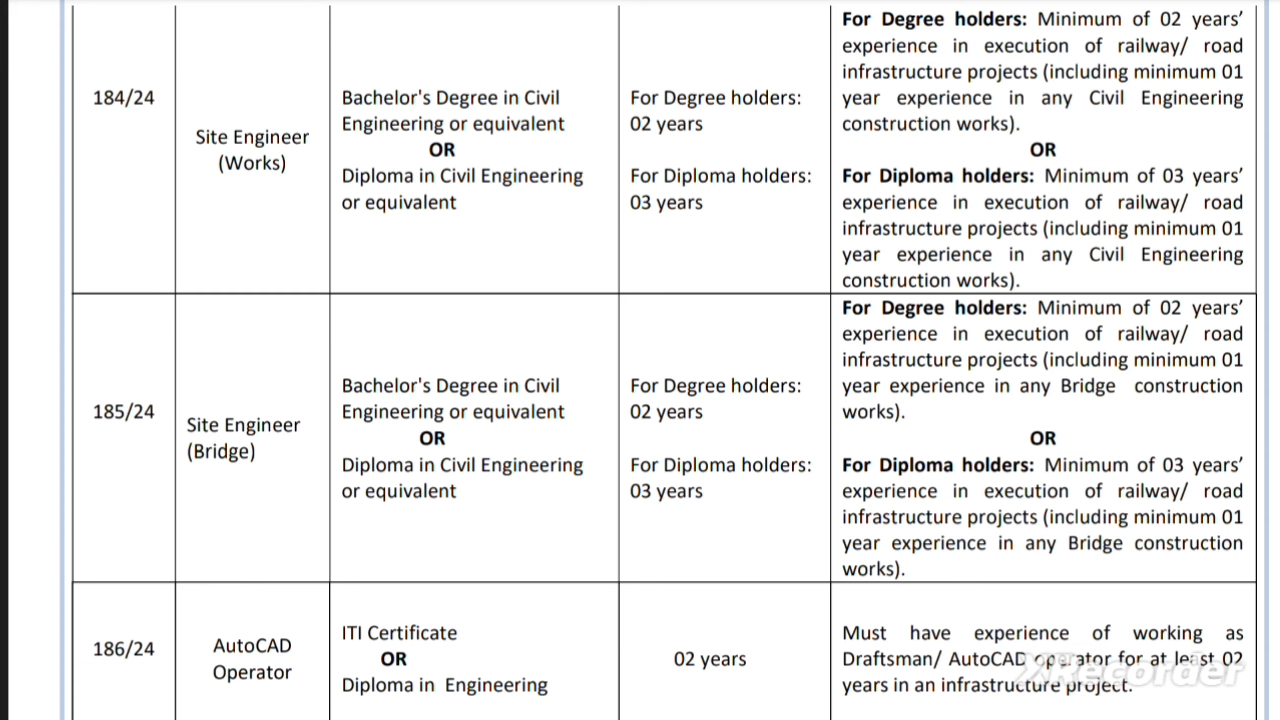 184/24
Site Engineer
(Works)
Bachelor's Degree in Civil
Engineering or equivalent
OR
Diploma in Civil Engineering
or equivalent
For Degree holders:
02 years
For Diploma holders:
03 years
For Degree holders: Minimum of 02 years’
experience in execution of railway/ road
infrastructure projects (including minimum 01
year experience in any Civil Engineering
construction works).
OR
For Diploma holders: Minimum of 03 years’
experience in execution of railway/ road
infrastructure projects (including minimum 01
year experience in any Civil Engineering
construction works).
185/24
Site Engineer
(Bridge)
Bachelor's Degree in Civil
Engineering or equivalent
OR
Diploma in Civil Engineering
or equivalent
For Degree holders:
02 years
For Diploma holders:
03 years
For Degree holders: Minimum of 02 years’
experience in execution of railway/ road
infrastructure projects (including minimum 01
year experience in any Bridge construction
works).
OR
For Diploma holders: Minimum of 03 years’
experience in execution of railway/ road
infrastructure projects (including minimum 01
year experience in any Bridge construction
works).
186/24
AutoCAD
Operator
ITI Certificate
OR
Diploma in Engineering
02 years
Must have experience of working as
Draftsman/ AutoCAD operator for at least 02
years in an infrastructure project.
XRecorder